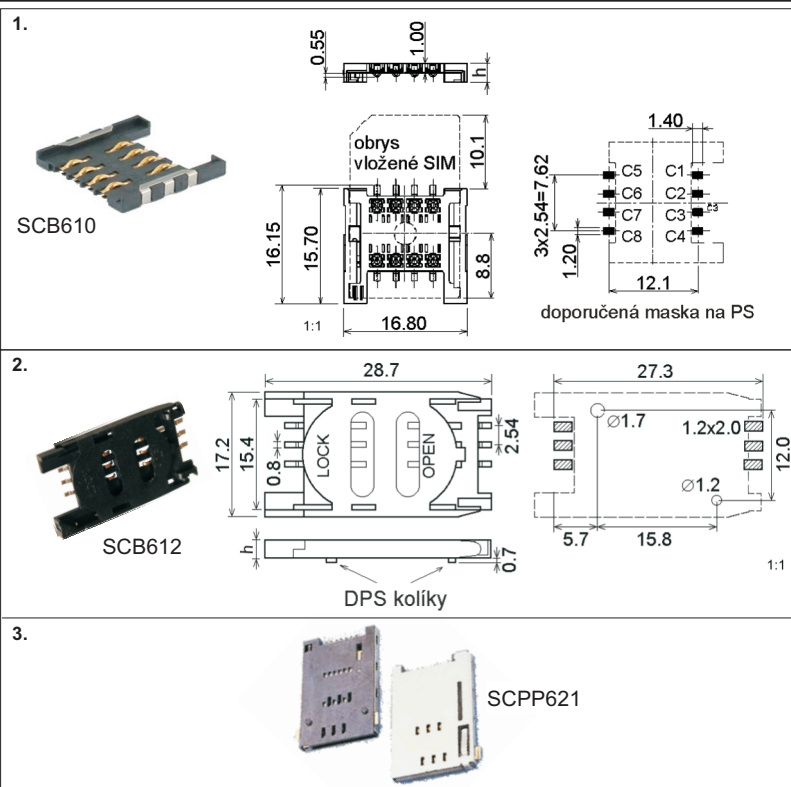 1.
0.55
1.00
h
SCB610
obrys
vložené SIM
10.1
16.15
15.70
8.8
1:1
16.80
1.40
3x2.54=7.62
C5 C1
C6 C2
C7 C3 C3
C8 C4
1.20
12.1
doporučená maska na PS
2.
SCB612
28.7
17.2
15.4
0.8
LOCK
OPEN
2.54
h
0.7
DPS kolíky
27.3
Ø1.7
1.2x2.0
12.0
Ø1.2
5.7
15.8
1:1
3.
SCPP621